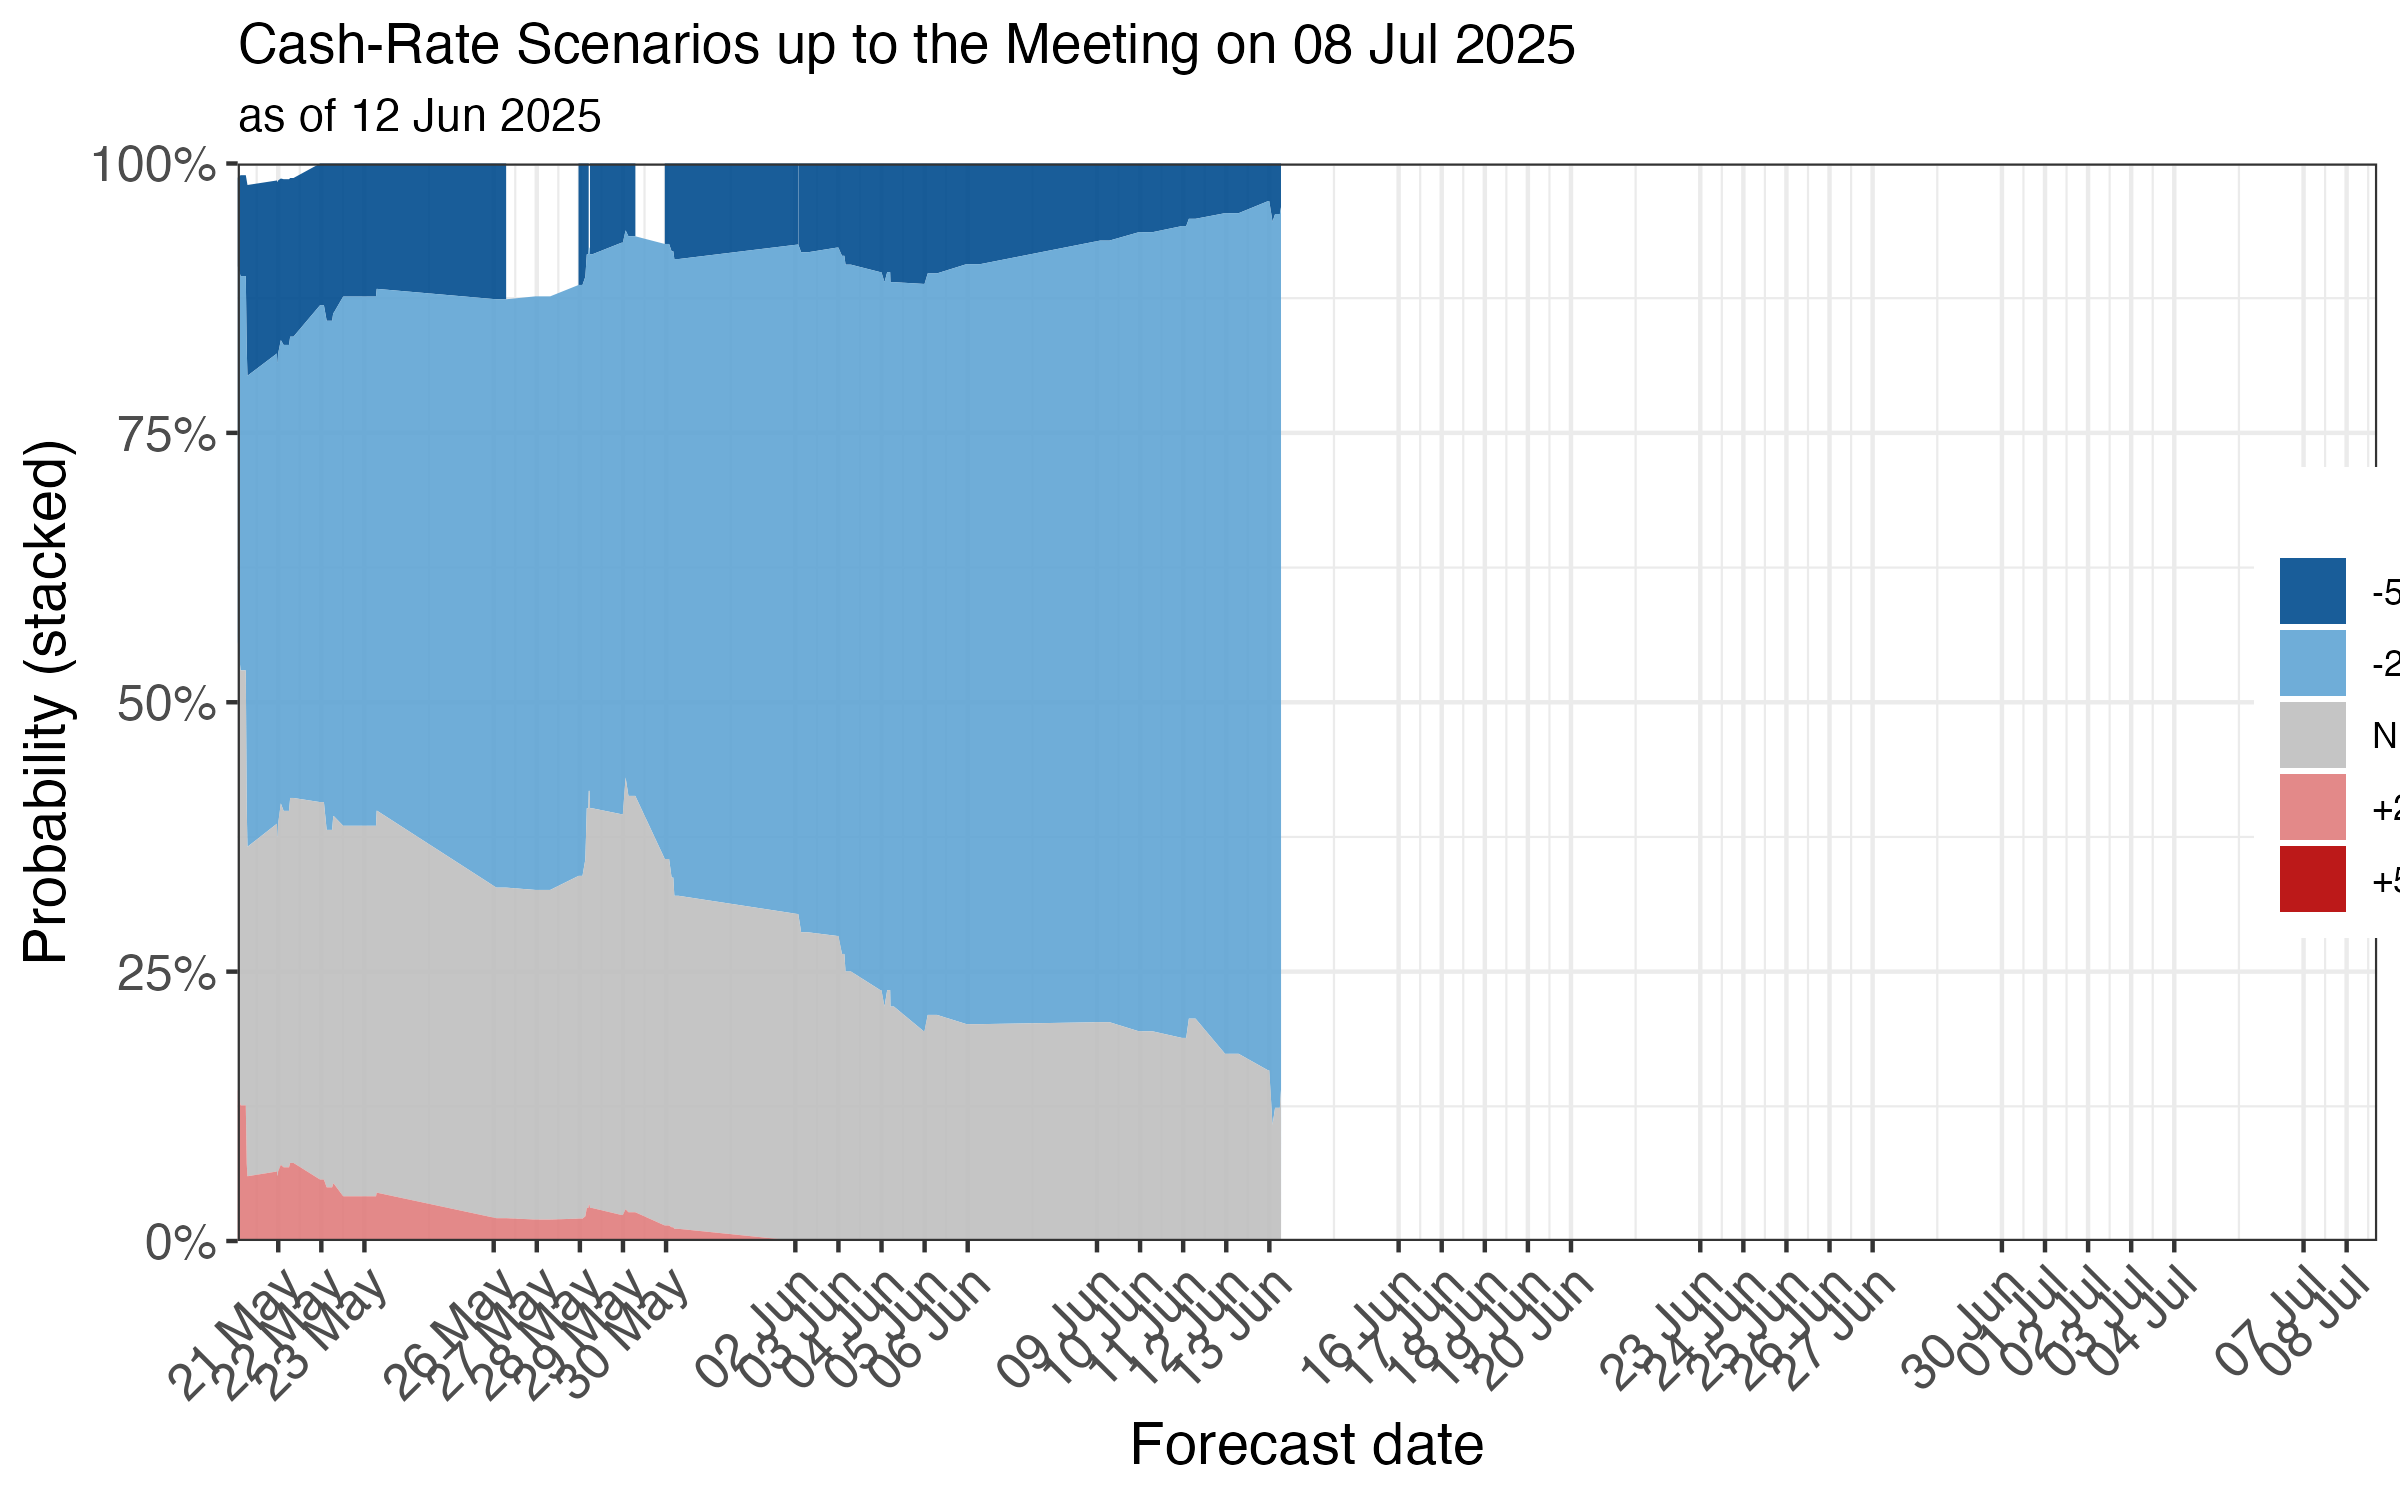 Cash-Rate Scenarios up to the Meeting on 08 Jul 2025
as of 12 Jun 2025
Probability (stacked)
100%
75%
50%
25%
0%
-5
-2
N
+2
+5
21 May
22 May
23 May
26 May
27 May
28 May
29 May
30 May
02 Jun
03 Jun
04 Jun
05 Jun
06 Jun
09 Jun
10 Jun
11 Jun
12 Jun
13 Jun
16 Jun
17 Jun
18 Jun
19 Jun
20 Jun
23 Jun
24 Jun
25 Jun
26 Jun
27 Jun
30 Jun
01 Jul
02 Jul
03 Jul
04 Jul
07 Jul
08 Jul
Forecast date